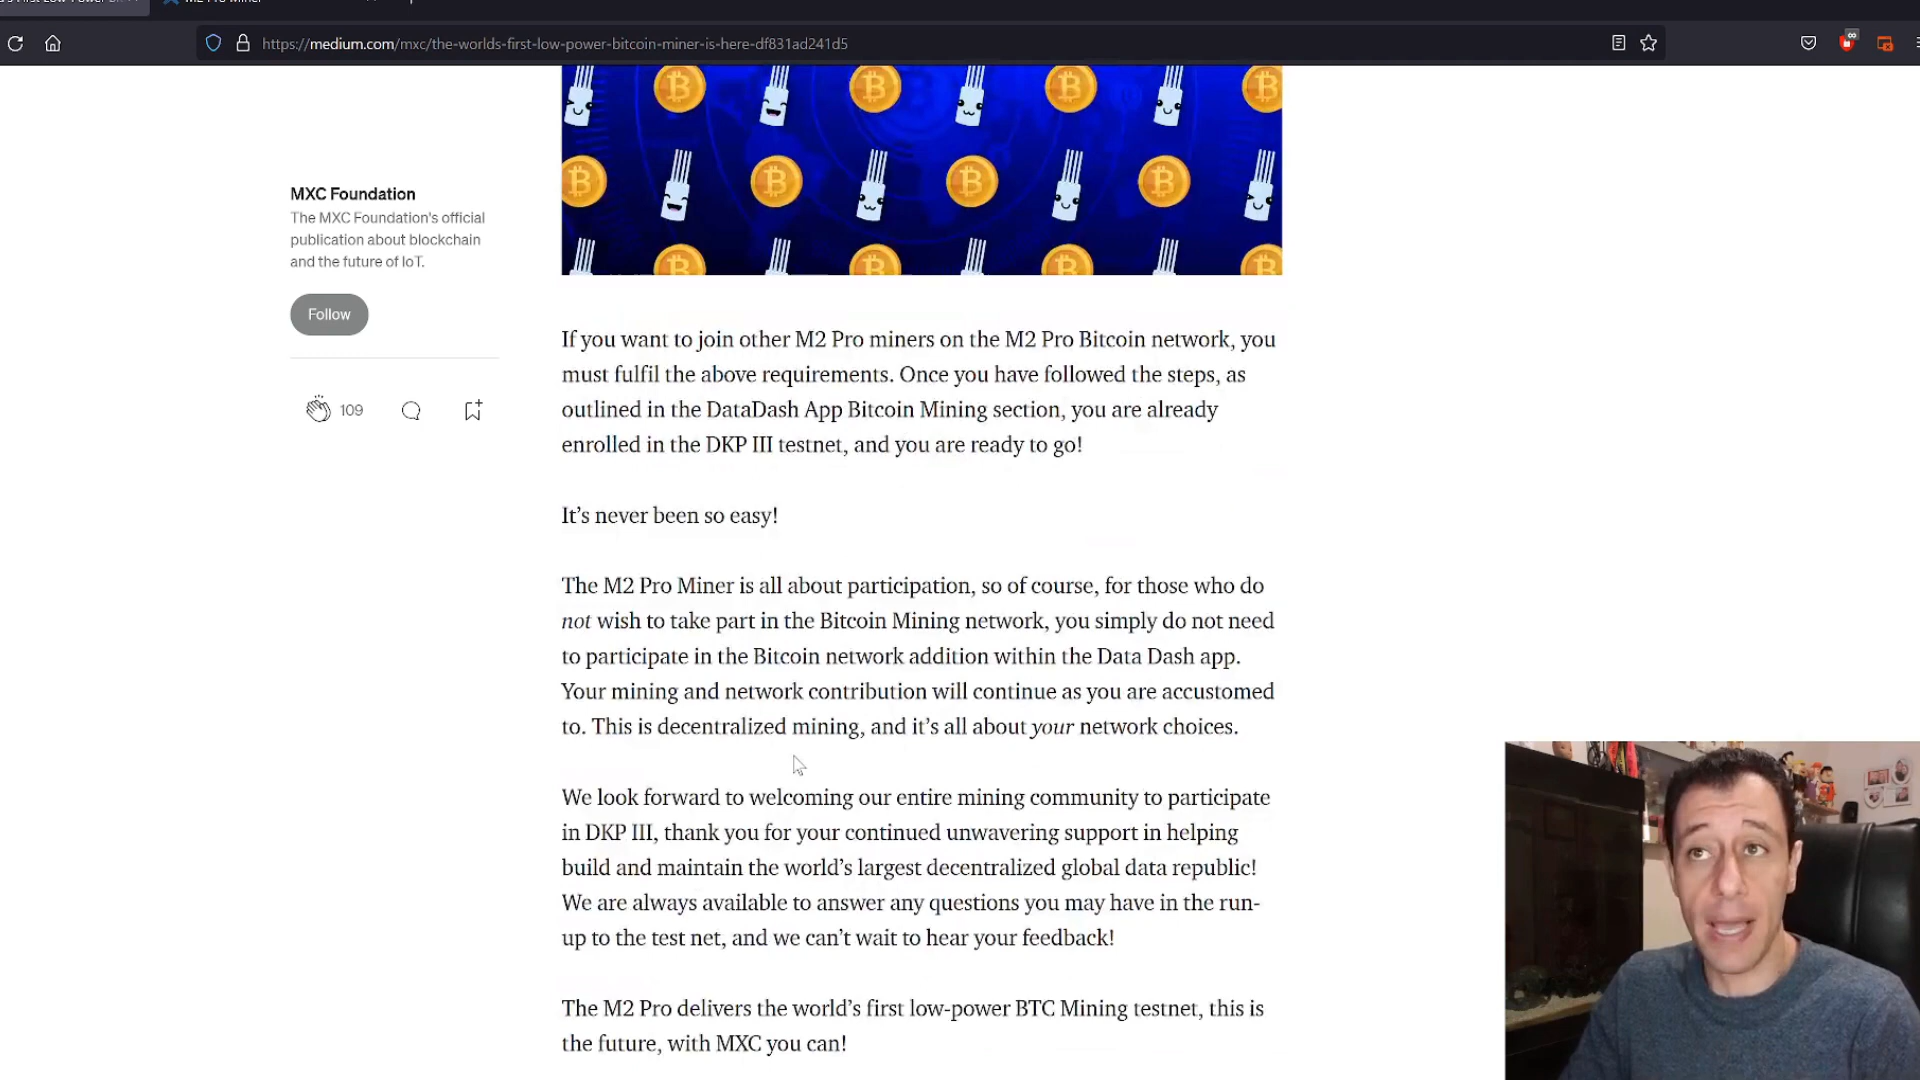 M2 Pro Miner
https://medium.com/mxc/the-worlds-first-low-power-bitcoin-miner-is-here-df831ad241d5
MXC Foundation
The MXC Foundation's official
publication about blockchain
and the future of IoT.
Follow
109
If you want to join other M2 Pro miners on the M2 Pro Bitcoin network, you
must fulfil the above requirements. Once you have followed the steps, as
outlined in the DataDash App Bitcoin Mining section, you are already
enrolled in the DKP III testnet, and you are ready to go!
It’s never been so easy!
The M2 Pro Miner is all about participation, so of course, for those who do
not wish to take part in the Bitcoin Mining network, you simply do not need
to participate in the Bitcoin network addition within the Data Dash app.
Your mining and network contribution will continue as you are accustomed
to. This is decentralized mining, and it’s all about your network choices.
We look forward to welcoming our entire mining community to participate
in DKP III, thank you for your continued unwavering support in helping
build and maintain the world’s largest decentralized global data republic!
We are always available to answer any questions you may have in the run-
up to the test net, and we can’t wait to hear your feedback!
The M2 Pro delivers the world’s first low-power BTC Mining testnet, this is
the future, with MXC you can!